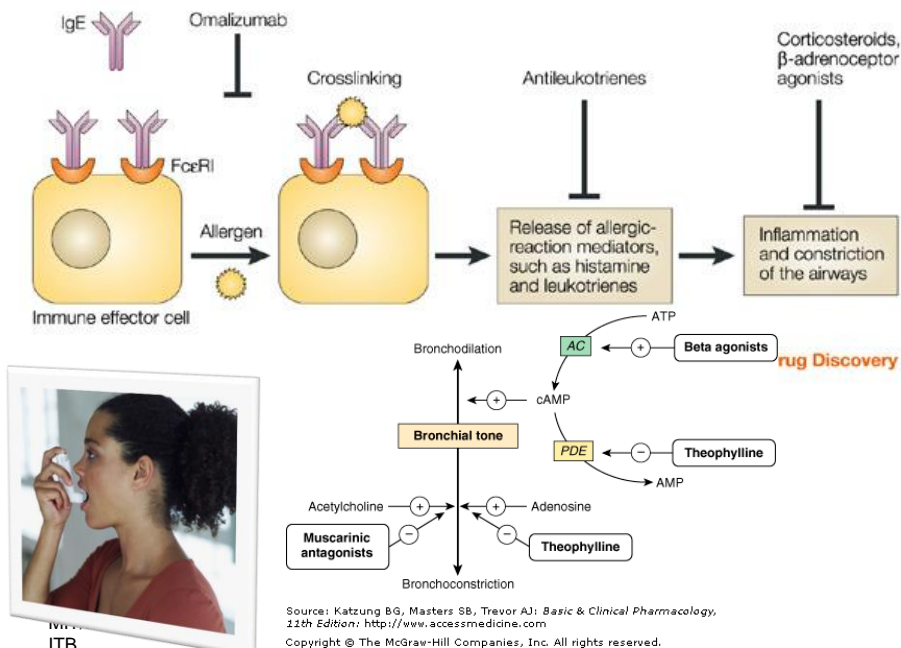 IgE
Omalizumab
Crosslinking
Antileukotrienes
Corticosteroids,
β-adrenoceptor
agonists
FcεRI
Allergen
Release of allergic-
reaction mediators,
such as histamine
and leukotrienes
Inflammation
and constriction
of the airways
Immune effector cell
ATP
Bronchodilation
AC
+
Beta agonists
rug Discovery
+
cAMP
Bronchial tone
PDE
−
Theophylline
AMP
Acetylcholine
+
+
Adenosine
Muscarinic
antagonists
−
−
Theophylline
Bronchoconstriction
Source: Katzung BG, Masters SB, Trevor AJ: Basic & Clinical Pharmacology,
11th Edition: http://www.accessmedicine.com
Copyright © The McGraw-Hill Companies, Inc. All rights reserved.
ITB